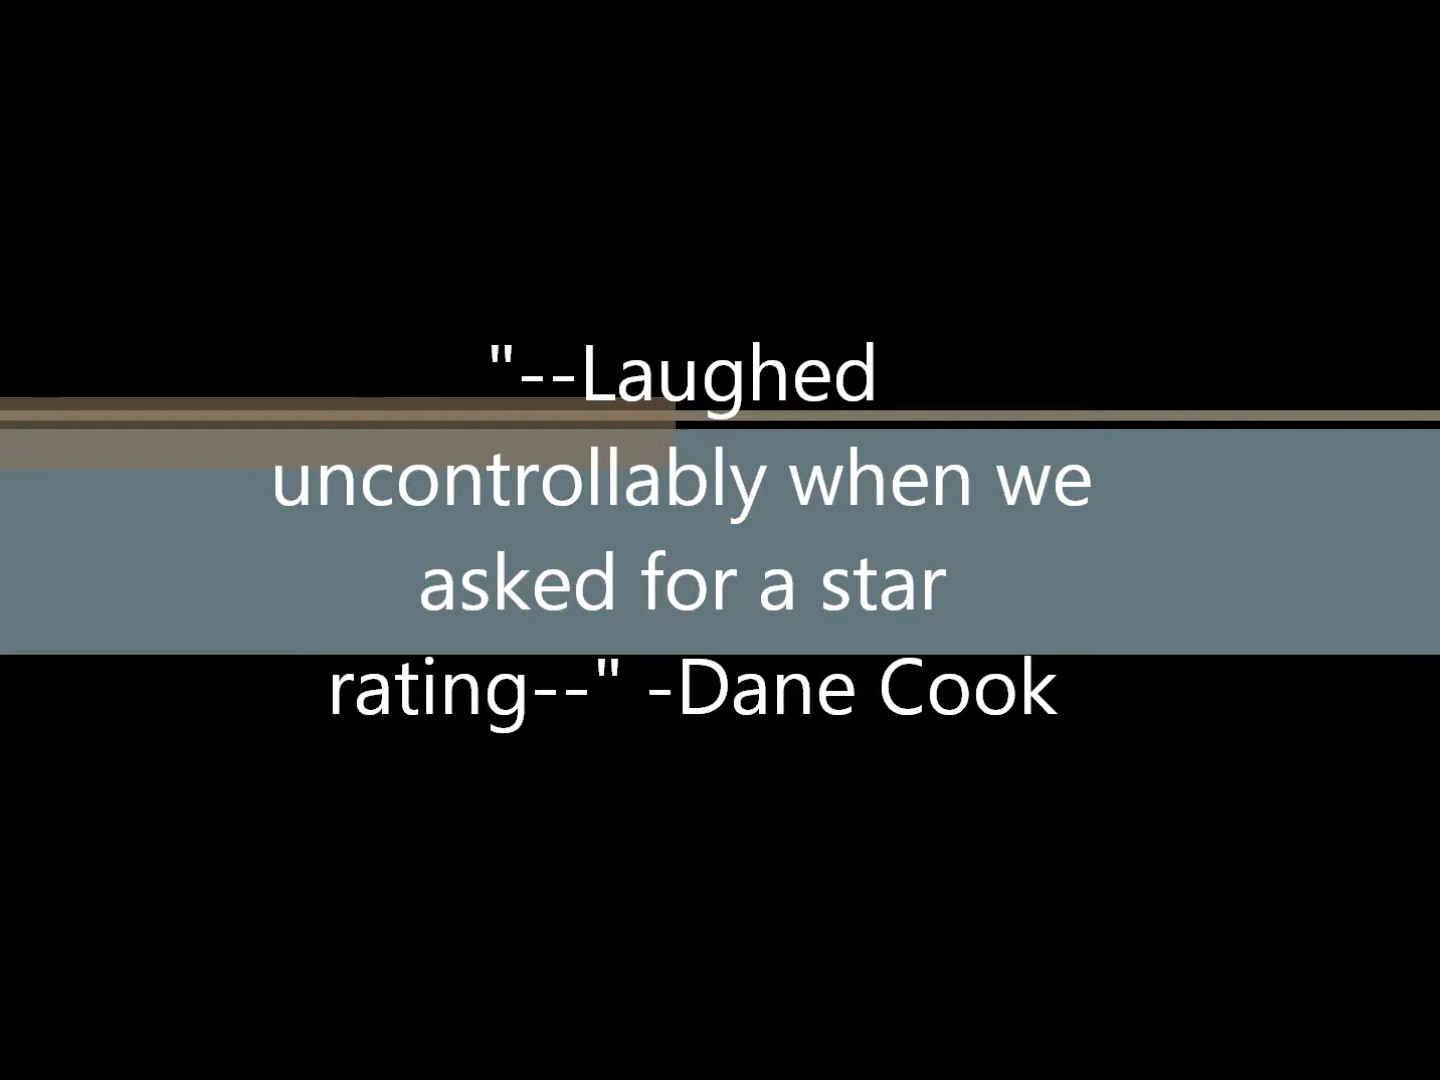 "--Laughed
uncontrollably when we
asked for a star
rating--" -Dane Cook